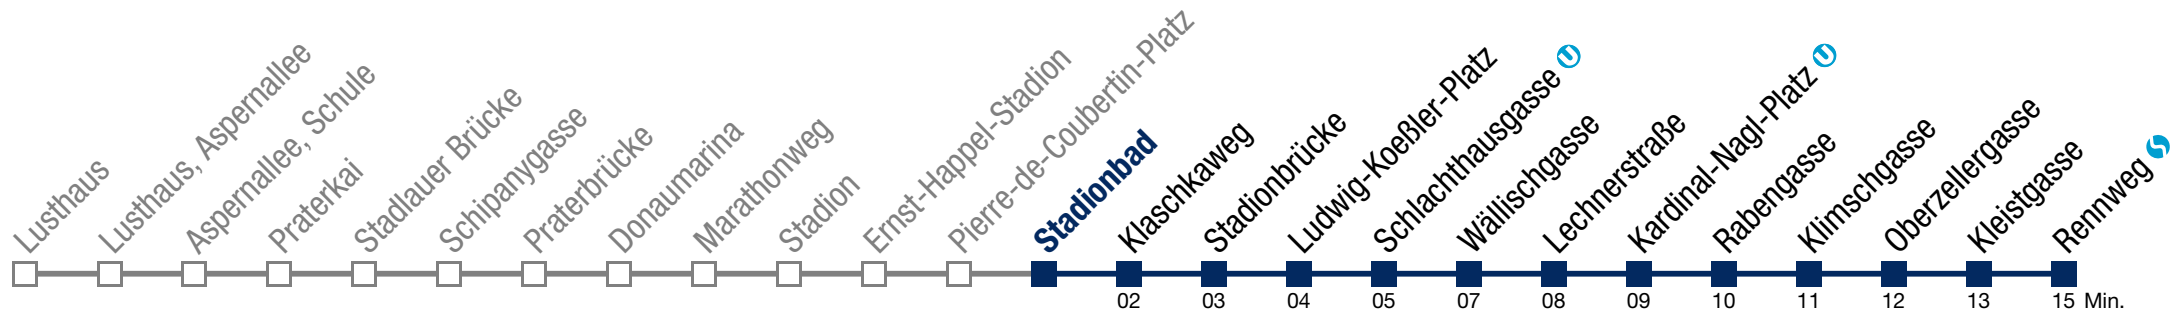 Lusthaus
Lusthaus, Aspernallee
Aspernallee, Schule
Praterkai
Stadlauer Brücke
Schipanygasse
Praterbrücke
Donaumarina
Marathonweg
Stadion
Ernst-Happel-Stadion
Pierre-de-Coubertin-Platz
Stadionbad
Klaschkaweg
Stadionbrücke
Ludwig-Koeßler-Platz
Schlachthausgasse U
Wällischgasse
Lechnerstraße
Kardinal-Nagl-Platz U
Rabengasse
Klimschgasse
Oberzellergasse
Kleistgasse
Rennweg S
02 03 04 05 07 08 09 10 11 12 13 15 Min.